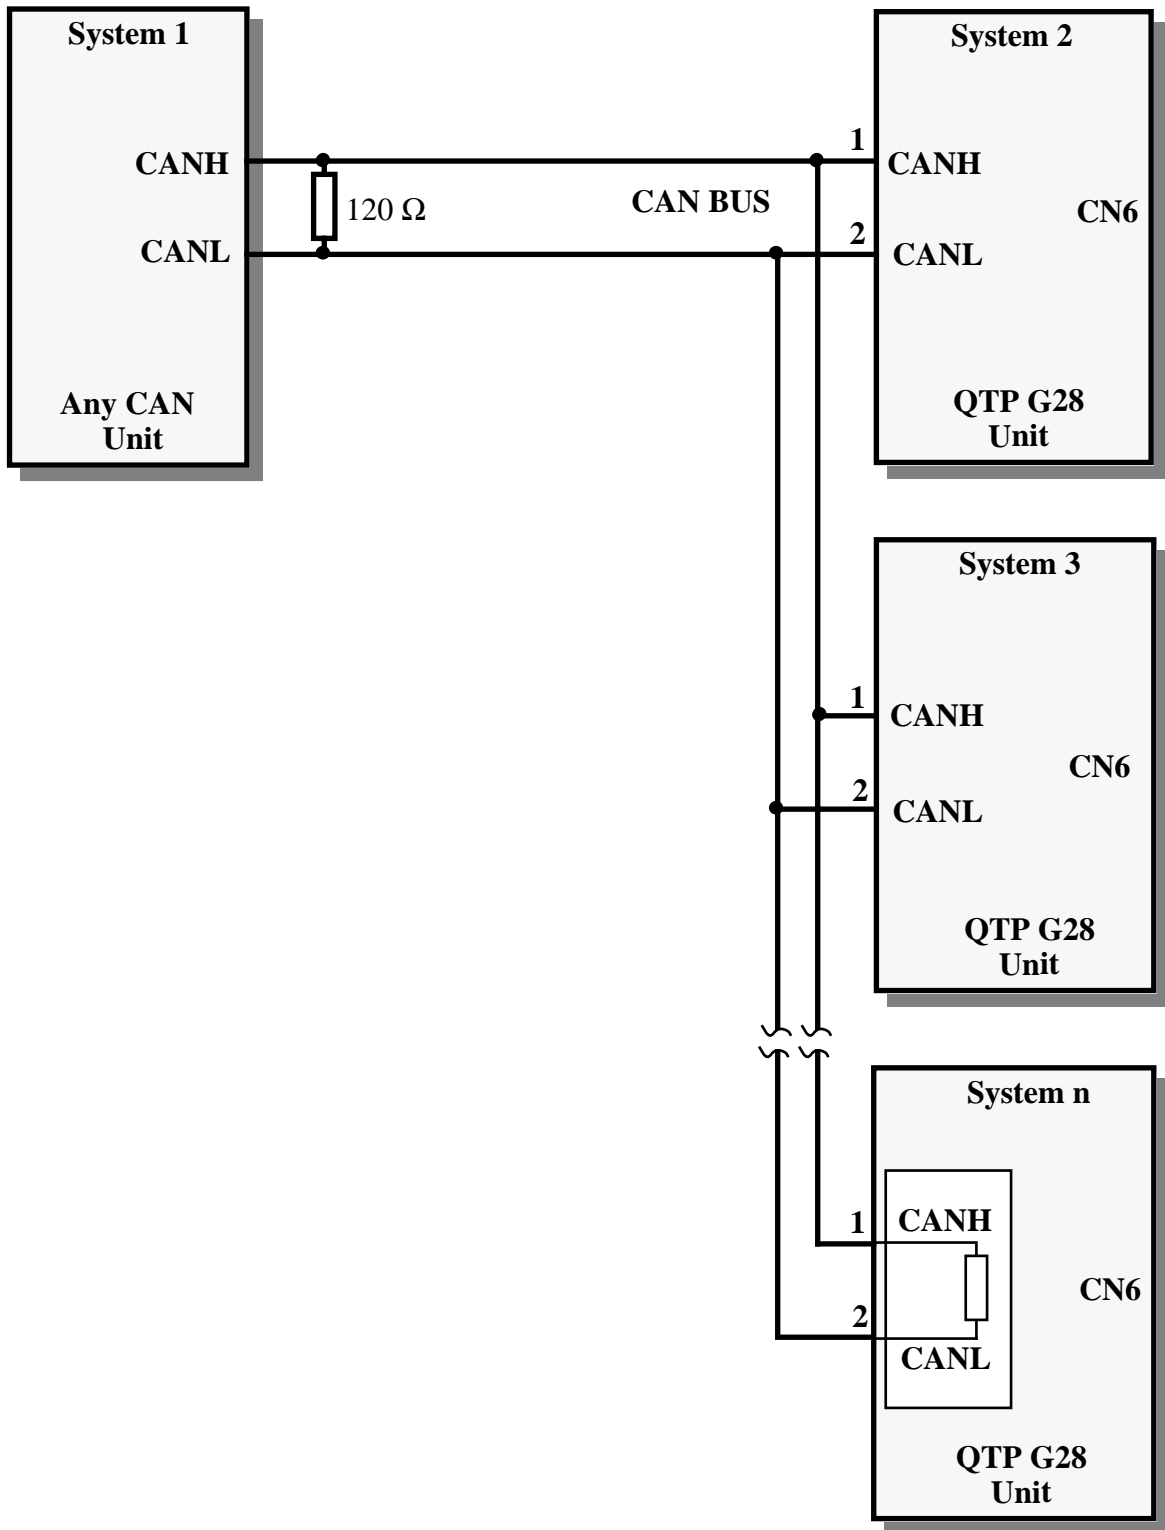 System 1
CANH
CANL
Any CAN
Unit
120 Ω
CAN BUS
System 2
1
CANH
CN6
2
CANL
QTP G28
Unit
System 3
1
CANH
CN6
2
CANL
QTP G28
Unit
System n
1
CANH
CN6
2
CANL
QTP G28
Unit